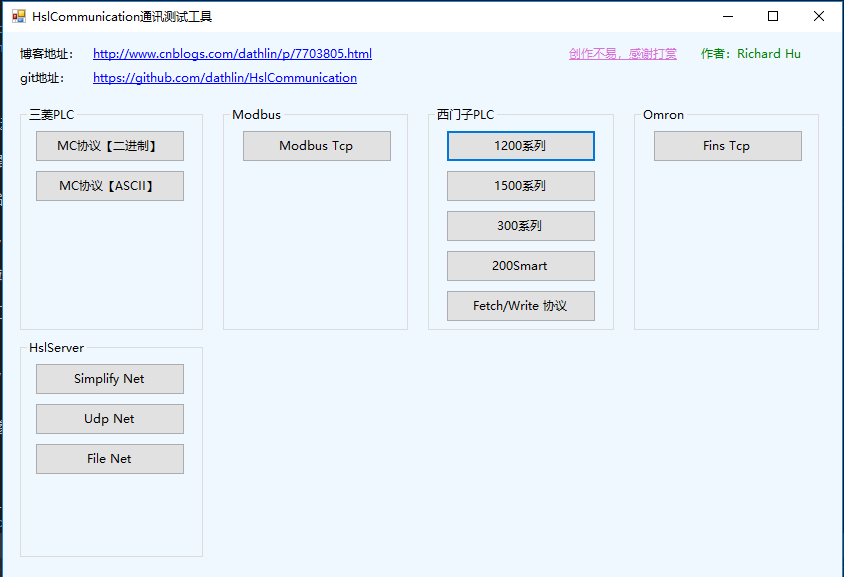 HslCommunication通讯测试工具
博客地址： http://www.cnblogs.com/dathlin/p/7703805.html 创作不易，感谢打赏 作者：Richard Hu
git地址： https://github.com/dathlin/HslCommunication
三菱PLC
MC协议【二进制】
MC协议【ASCII】
Modbus
Modbus Tcp
西门子PLC
1200系列
1500系列
300系列
200Smart
Fetch/Write 协议
Omron
Fins Tcp
HslServer
Simplify Net
Udp Net
File Net